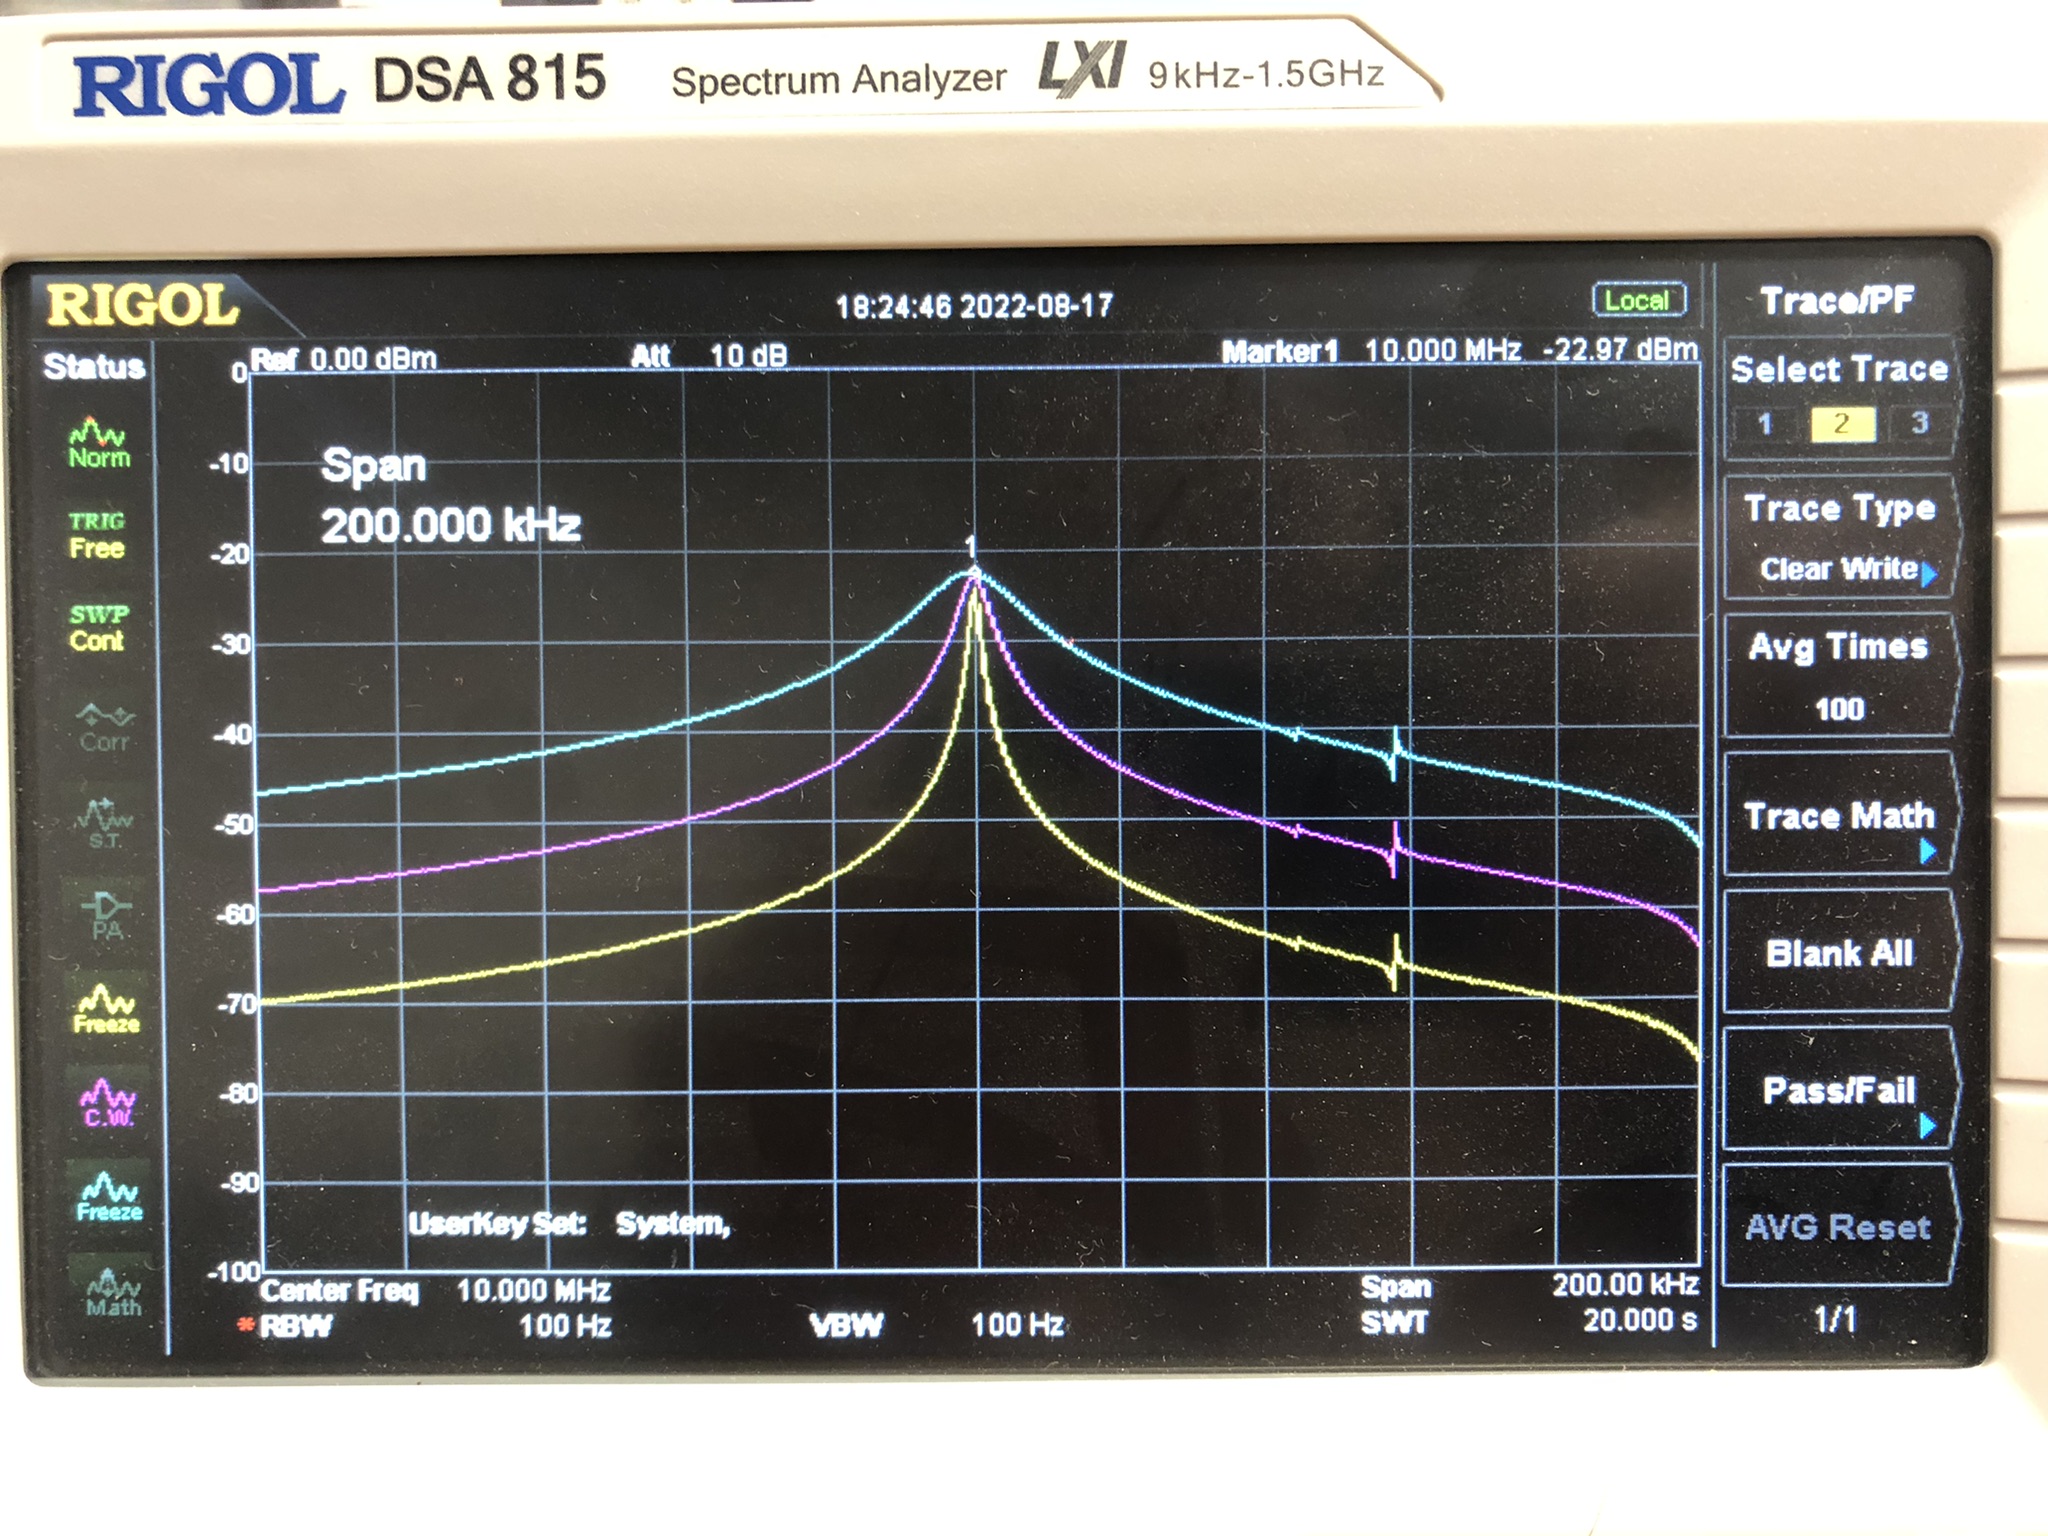 RIGOL DSA 815 Spectrum Analyzer LXI 9kHz-1.5GHz
RIGOL
18:24:46 2022-08-17
Local
Trace/PF
Status
Ref 0.00 dBm Att 10 dB Marker1 10.000 MHz -22.97 dBm
Select Trace
1 2 3
Norm
TRIG
Free
SWP
Cont
Corr
S.T.
PA
Freeze
C.W.
Freeze
Math
0
-10
-20
-30
-40
-50
-60
-70
-80
-90
-100
Span
200.000 kHz
1
UserKey Set: System,
Center Freq 10.000 MHz Span 200.00 kHz
*RBW 100 Hz VBW 100 Hz SWT 20.000 s
Trace Type
Clear Write
Avg Times
100
Trace Math
Blank All
Pass/Fail
AVG Reset
1/1